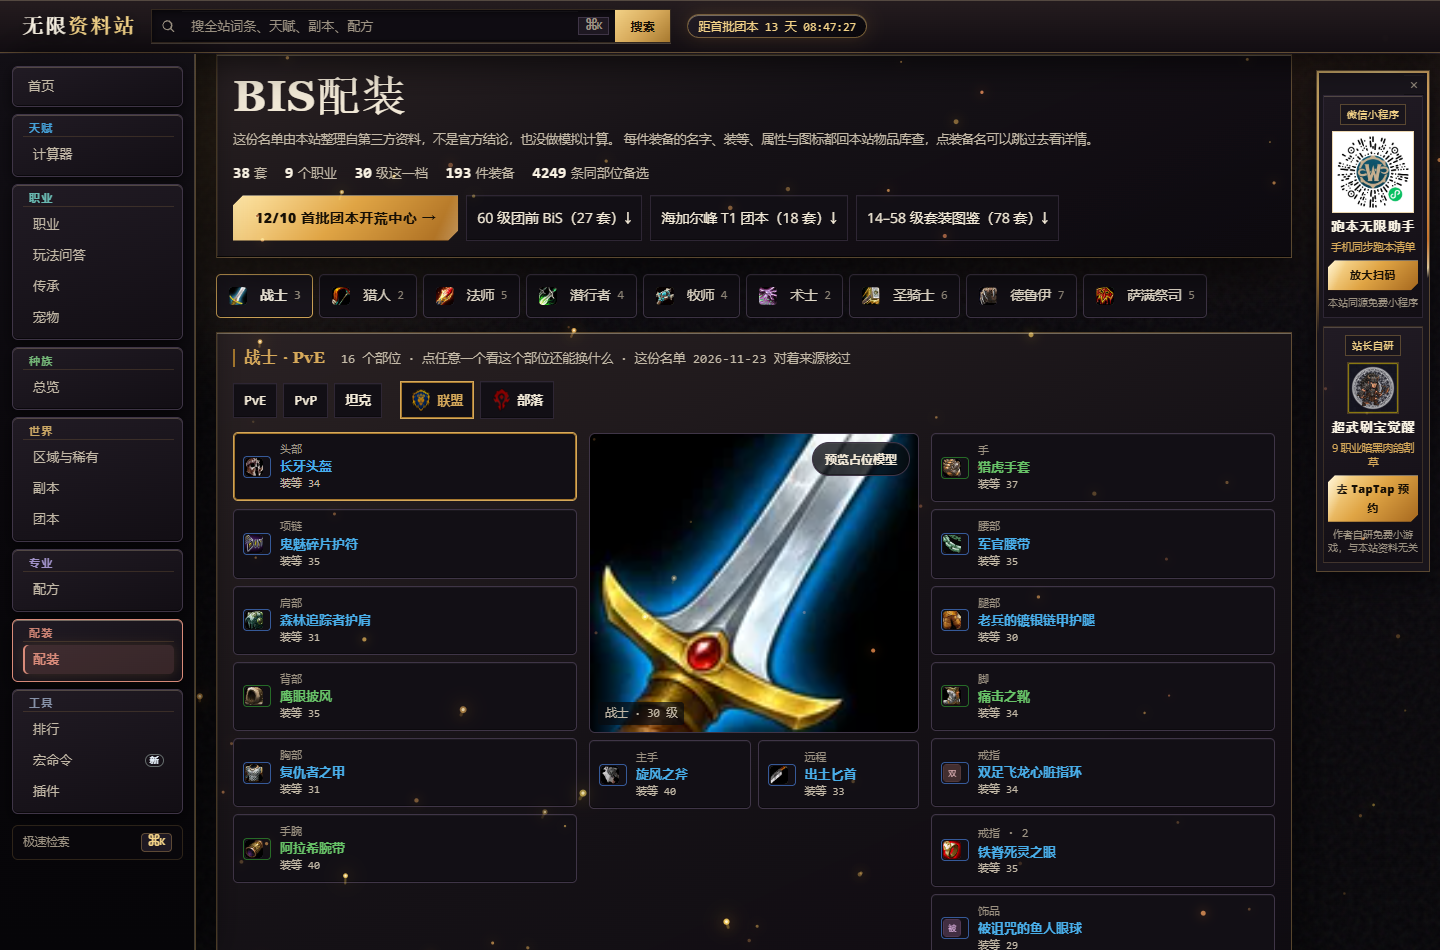 无限资料站
搜全站词条、天赋、副本、配方
⌘K
搜索
距首批团本 13 天 08:47:27
首页
天赋
计算器
职业
职业
玩法问答
传承
宠物
种族
总览
世界
区域与稀有
副本
团本
专业
配方
配装
配装
工具
排行
宏命令
新
插件
极速检索
⌘K
BIS配装
这份名单由本站整理自第三方资料，不是官方结论，也没做模拟计算。 每件装备的名字、装等、属性与图标都回本站物品库查，点装备名可以跳过去看详情。
38 套 9 个职业 30 级这一档 193 件装备 4249 条同部位备选
12/10 首批团本开荒中心 →
60 级团前 BiS（27 套）↓
海加尔峰 T1 团本（18 套）↓
14–58 级套装图鉴（78 套）↓
战士 3
猎人 2
法师 5
潜行者 4
牧师 4
术士 2
圣骑士 6
德鲁伊 7
萨满祭司 5
战士 · PvE
16 个部位 · 点任意一个看这个部位还能换什么 · 这份名单 2026-11-23 对着来源核过
PvE
PvP
坦克
联盟
部落
头部
长牙头盔
装等 34
项链
鬼魅碎片护符
装等 35
肩部
森林追踪者护肩
装等 31
背部
鹰眼披风
装等 35
胸部
复仇者之甲
装等 31
手腕
阿拉希腕带
装等 40
预览占位模型
战士 · 30 级
主手
旋风之斧
装等 40
远程
出土匕首
装等 33
手
猎虎手套
装等 37
腰部
军官腰带
装等 35
腿部
老兵的镀银链甲护腿
装等 30
脚
痛击之靴
装等 34
戒指
双
双足飞龙心脏指环
装等 34
戒指 · 2
铁脊死灵之眼
装等 35
饰品
被
被诅咒的鱼人眼球
装等 29
×
微信小程序
跑本无限助手
手机同步跑本清单
放大扫码
本站同源免费小程序
站长自研
超武刷宝觉醒
9 职业暗黑肉鸽割
草
去 TapTap 预
约
作者自研免费小游
戏，与本站资料无关